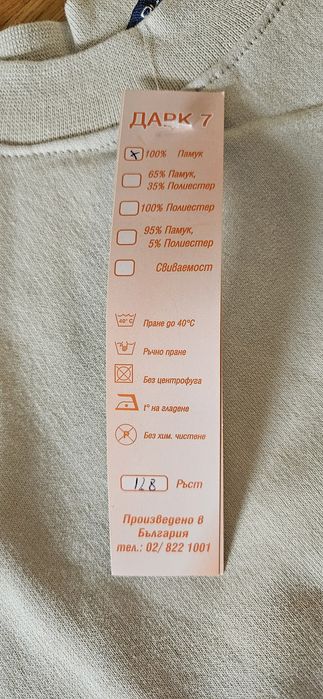 ДАРК 7
x 100% Памук
65% Памук,
35% Полиестер
100% Полиестер
95% Памук,
5% Полиестер
Свиваемост
40°C Пране до 40°C
Ръчно пране
Без центрофуга
t° на гладене
P Без хим. чистене
128 Ръст
Произведено в
България
тел.: 02/ 822 1001